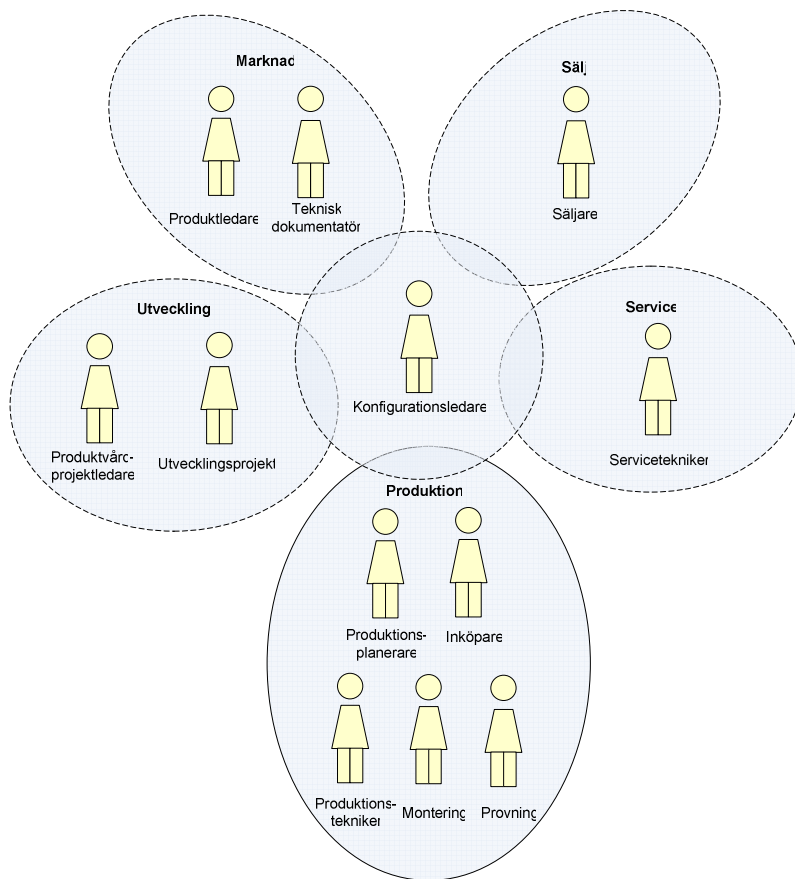 Marknad
Sälj
Produktledare
Teknisk
dokumentatör
Säljare
Utveckling
Service
Konfigurationsledare
Produktvård-
projektledare
Utvecklingsprojekt
Servicetekniker
Produktion
Produktions-
planerare
Inköpare
Produktions-
tekniker
Montering
Provning